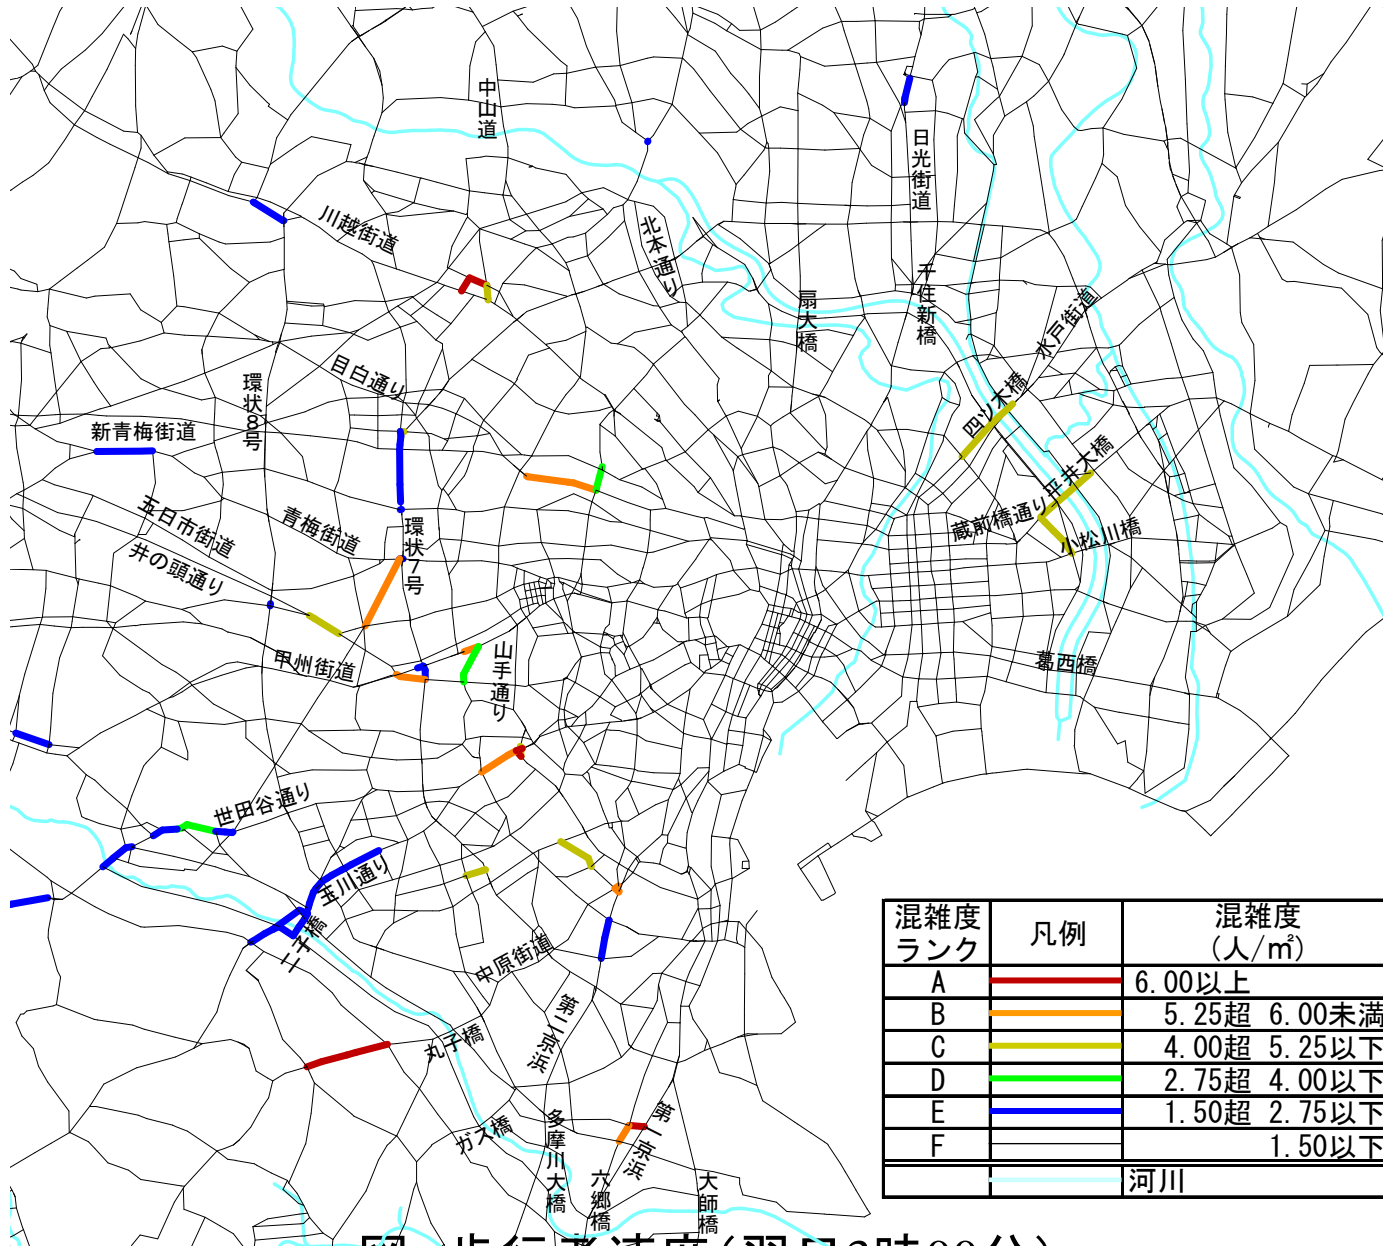 中山道
日光街道
川越街道
北本通り
千住新橋
扇大橋
水戸街道
目白通り
環状8号
四ツ木橋
新青梅街道
平井大橋
五日市街道
青梅街道
環状7号
蔵前橋通り
小松川橋
井の頭通り
甲州街道
山手通り
葛西橋
世田谷通り
玉川通り
二子橋
中原街道
第二京浜
丸子橋
ガス橋
多摩川大橋
六郷橋
第一京浜
大師橋
混雑度ランク 凡例 混雑度(人/㎡)
A 6.00以上
B 5.25超 6.00未満
C 4.00超 5.25以下
D 2.75超 4.00以下
E 1.50超 2.75以下
F 1.50以下
河川